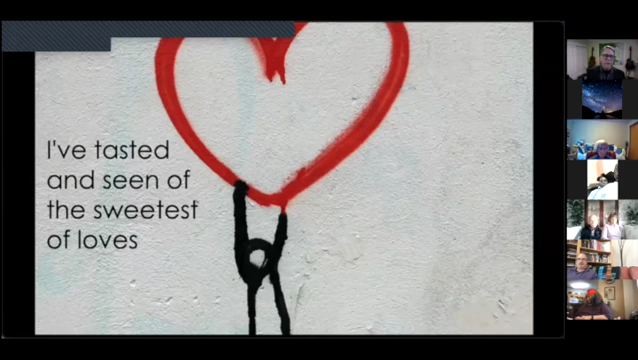 I've tasted
and seen of
the sweetest
of loves